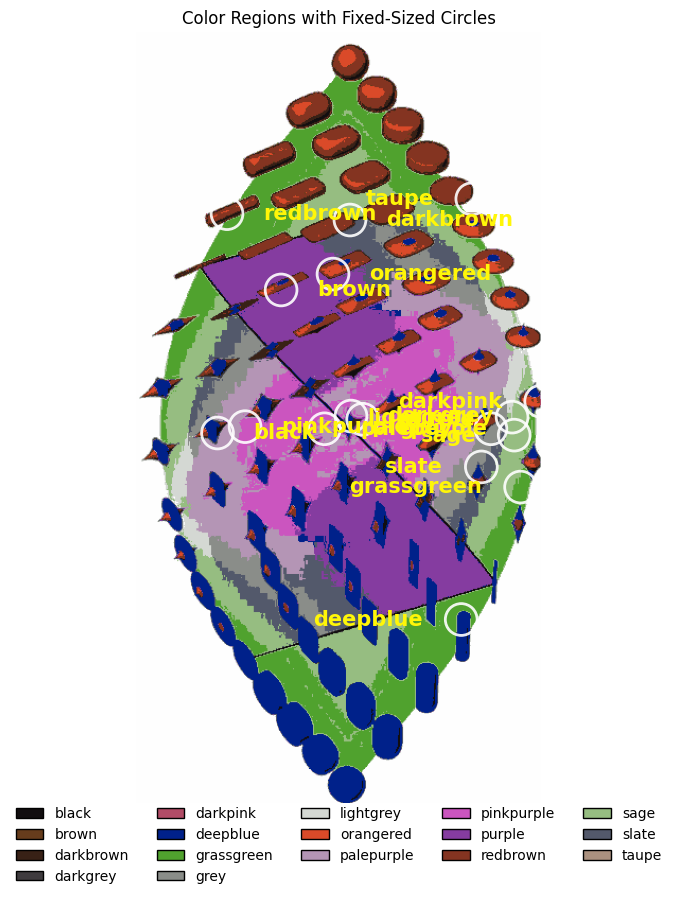 Color Regions with Fixed-Sized Circles
taupe
redbrown
darkbrown
orangered
brown
darkpink
pinkpurple
black
sage
slate
grassgreen
deepblue
black
darkpink
lightgrey
pinkpurple
sage
brown
deepblue
orangered
purple
slate
darkbrown
grassgreen
palepurple
redbrown
taupe
darkgrey
grey